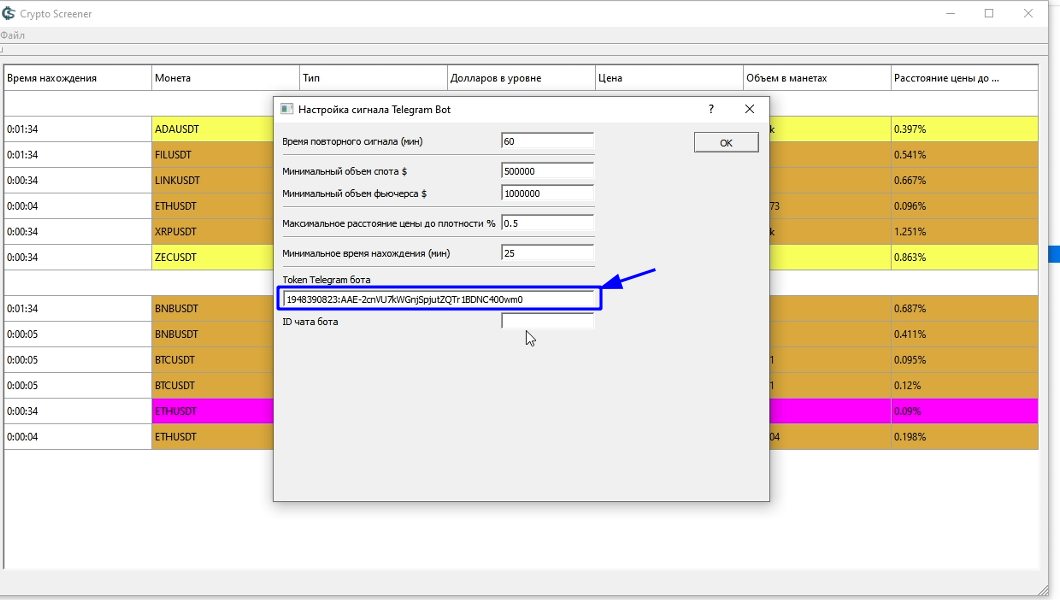 Crypto Screener
Файл
Время нахождения Монета Тип Долларов в уровне Цена Объем в манетах Расстояние цены до ...
Настройка сигнала Telegram Bot ?
0:01:34 ADAUSDT k 0.397%
Время повторного сигнала (мин) 60 OK
0:01:34 FILUSDT 0.541%
Минимальный объем спота $ 500000
0:00:34 LINKUSDT 0.667%
Минимальный объем фьючерса $ 1000000
0:00:04 ETHUSDT 73 0.096%
Максимальное расстояние цены до плотности % 0.5
0:00:34 XRPUSDT k 1.251%
Минимальное время нахождения (мин) 25
0:00:34 ZECUSDT 0.863%
Token Telegram бота
1948390823:AAE-2cnVU7kWGnjSpjutZQTr1BDNC400wm0
0:01:34 BNBUSDT 0.687%
ID чата бота
0:00:05 BNBUSDT 0.411%
0:00:05 BTCUSDT 1 0.095%
0:00:05 BTCUSDT 1 0.12%
0:00:34 ETHUSDT 0.09%
0:00:04 ETHUSDT 04 0.198%